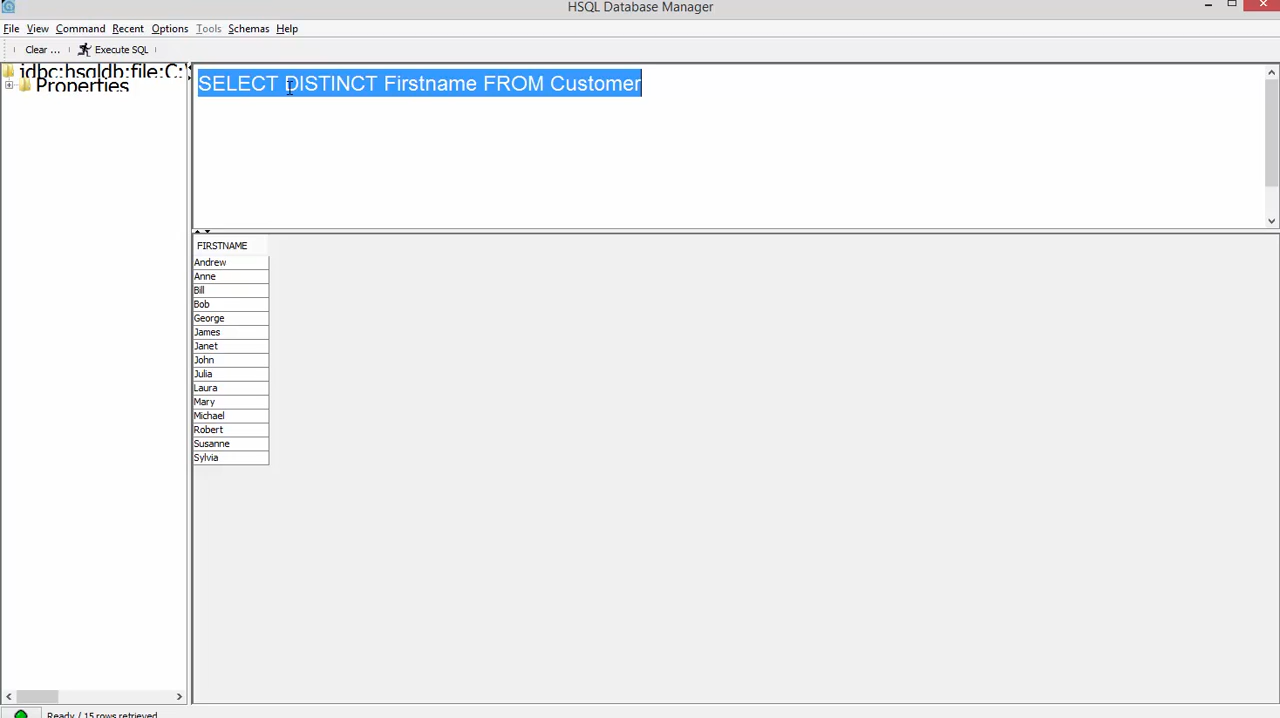 HSQL Database Manager
File View Command Recent Options Tools Schemas Help
Clear ... Execute SQL
jdbc:hsqldb:file:C:\
Properties
SELECT DISTINCT Firstname FROM Customer
FIRSTNAME
Andrew
Anne
Bill
Bob
George
James
Janet
John
Julia
Laura
Mary
Michael
Robert
Susanne
Sylvia
Ready / 15 rows retrieved